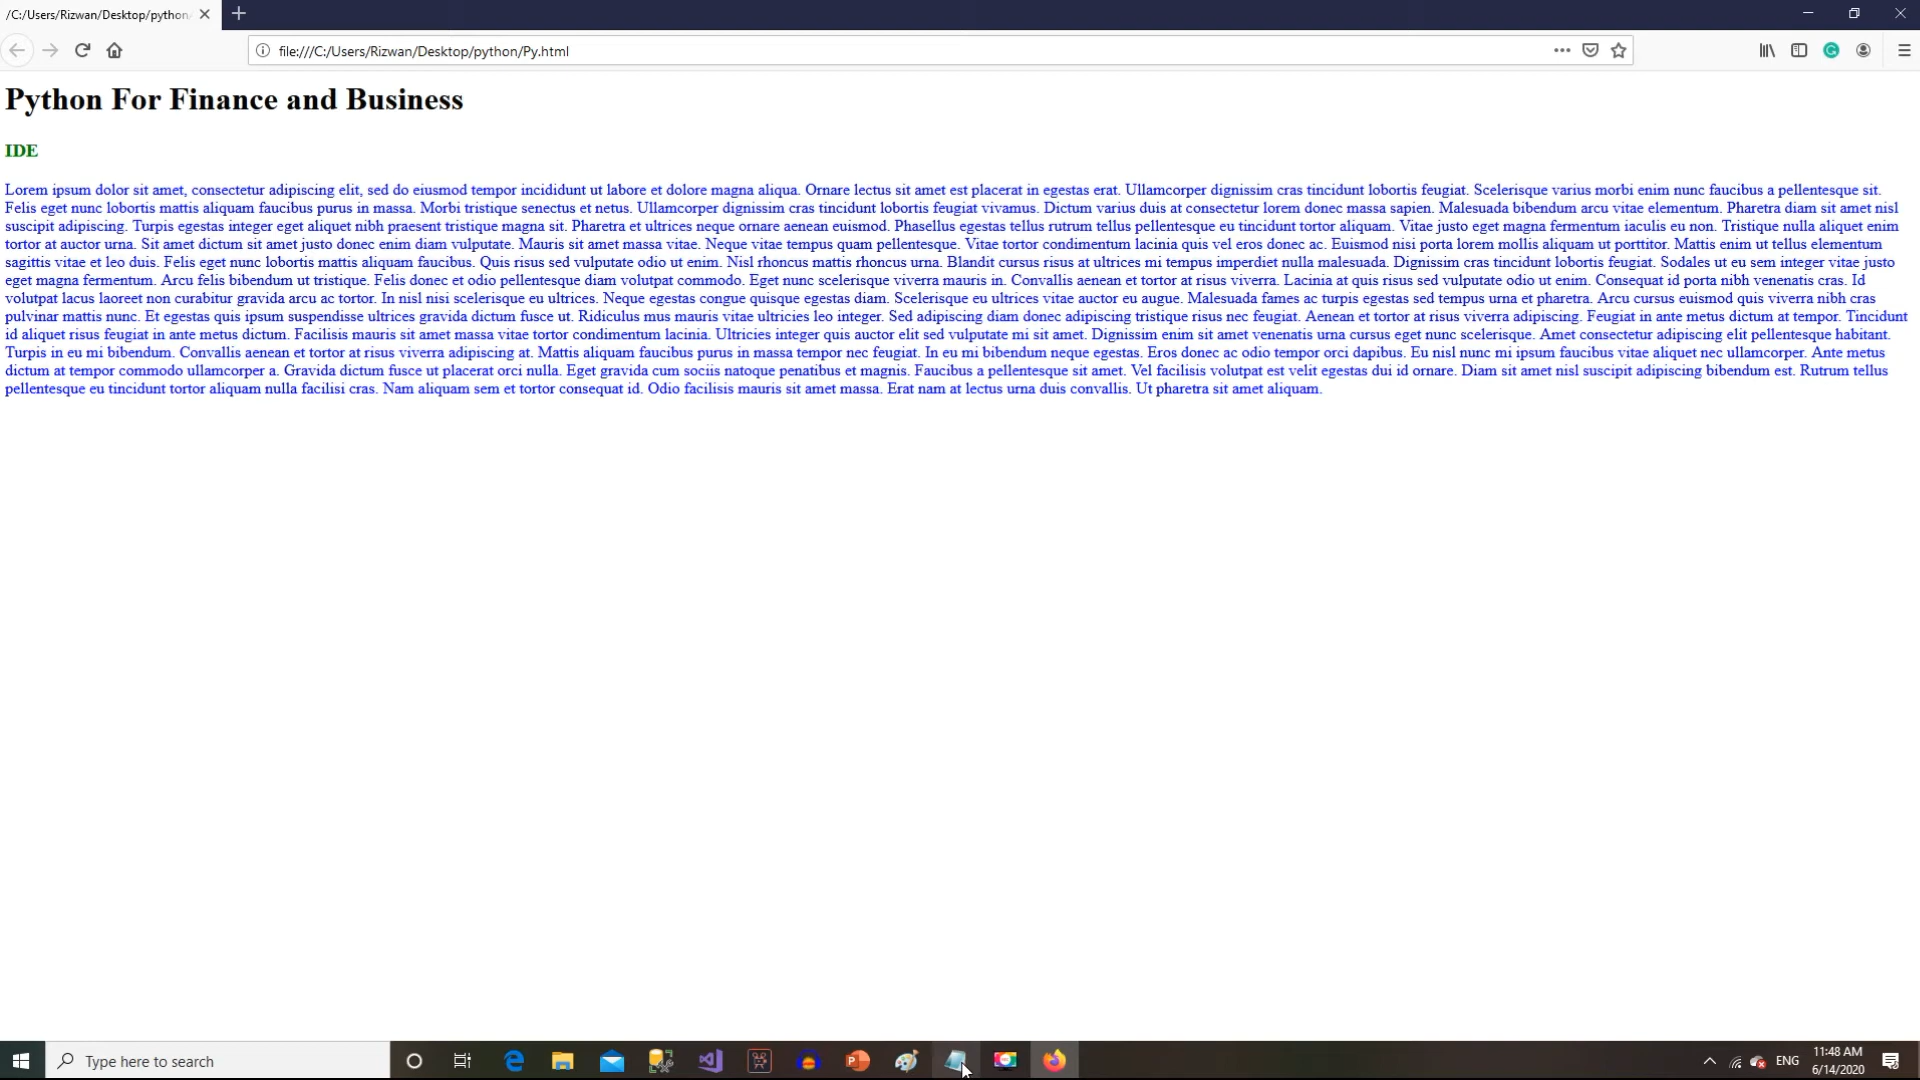 /C:/Users/Rizwan/Desktop/python
file:///C:/Users/Rizwan/Desktop/python/Py.html
Python For Finance and Business
IDE
Lorem ipsum dolor sit amet, consectetur adipiscing elit, sed do eiusmod tempor incididunt ut labore et dolore magna aliqua. Ornare lectus sit amet est placerat in egestas erat. Ullamcorper dignissim cras tincidunt lobortis feugiat. Scelerisque varius morbi enim nunc faucibus a pellentesque sit.
Felis eget nunc lobortis mattis aliquam faucibus purus in massa. Morbi tristique senectus et netus. Ullamcorper dignissim cras tincidunt lobortis feugiat vivamus. Dictum varius duis at consectetur lorem donec massa sapien. Malesuada bibendum arcu vitae elementum. Pharetra diam sit amet nisl
suscipit adipiscing. Turpis egestas integer eget aliquet nibh praesent tristique magna sit. Pharetra et ultrices neque ornare aenean euismod. Phasellus egestas tellus rutrum tellus pellentesque eu tincidunt tortor aliquam. Vitae justo eget magna fermentum iaculis eu non. Tristique nulla aliquet enim
tortor at auctor urna. Sit amet dictum sit amet justo donec enim diam vulputate. Mauris sit amet massa vitae. Neque vitae tempus quam pellentesque. Vitae tortor condimentum lacinia quis vel eros donec ac. Euismod nisi porta lorem mollis aliquam ut porttitor. Mattis enim ut tellus elementum
sagittis vitae et leo duis. Felis eget nunc lobortis mattis aliquam faucibus. Quis risus sed vulputate odio ut enim. Nisl rhoncus mattis rhoncus urna. Blandit cursus risus at ultrices mi tempus imperdiet nulla malesuada. Dignissim cras tincidunt lobortis feugiat. Sodales ut eu sem integer vitae justo
eget magna fermentum. Arcu felis bibendum ut tristique. Felis donec et odio pellentesque diam volutpat commodo. Eget nunc scelerisque viverra mauris in. Convallis aenean et tortor at risus viverra. Lacinia at quis risus sed vulputate odio ut enim. Consequat id porta nibh venenatis cras. Id
volutpat lacus laoreet non curabitur gravida arcu ac tortor. In nisl nisi scelerisque eu ultrices. Neque egestas congue quisque egestas diam. Scelerisque eu ultrices vitae auctor eu augue. Malesuada fames ac turpis egestas sed tempus urna et pharetra. Arcu cursus euismod quis viverra nibh cras
pulvinar mattis nunc. Et egestas quis ipsum suspendisse ultrices gravida dictum fusce ut. Ridiculus mus mauris vitae ultricies leo integer. Sed adipiscing diam donec adipiscing tristique risus nec feugiat. Aenean et tortor at risus viverra adipiscing. Feugiat in ante metus dictum at tempor. Tincidunt
id aliquet risus feugiat in ante metus dictum. Facilisis mauris sit amet massa vitae tortor condimentum lacinia. Ultricies integer quis auctor elit sed vulputate mi sit amet. Dignissim enim sit amet venenatis urna cursus eget nunc scelerisque. Amet consectetur adipiscing elit pellentesque habitant.
Turpis in eu mi bibendum. Convallis aenean et tortor at risus viverra adipiscing at. Mattis aliquam faucibus purus in massa tempor nec feugiat. In eu mi bibendum neque egestas. Eros donec ac odio tempor orci dapibus. Eu nisl nunc mi ipsum faucibus vitae aliquet nec ullamcorper. Ante metus
dictum at tempor commodo ullamcorper a. Gravida dictum fusce ut placerat orci nulla. Eget gravida cum sociis natoque penatibus et magnis. Faucibus a pellentesque sit amet. Vel facilisis volutpat est velit egestas dui id ornare. Diam sit amet nisl suscipit adipiscing bibendum est. Rutrum tellus
pellentesque eu tincidunt tortor aliquam nulla facilisi cras. Nam aliquam sem et tortor consequat id. Odio facilisis mauris sit amet massa. Erat nam at lectus urna duis convallis. Ut pharetra sit amet aliquam.
Type here to search
ENG
11:48 AM
6/14/2020